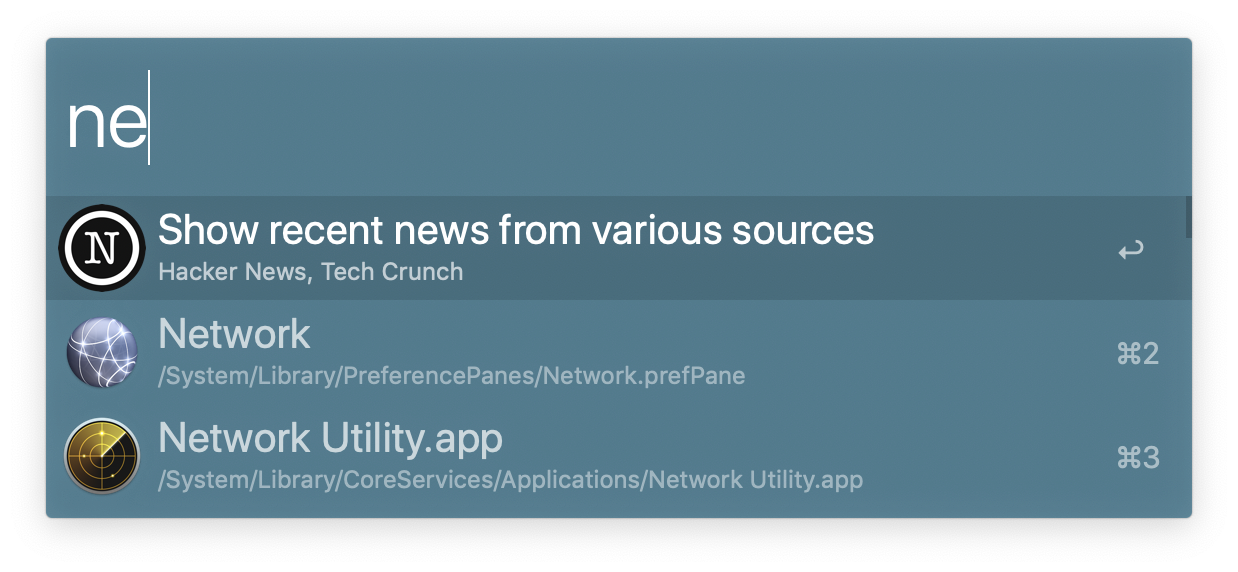 ne
N
Show recent news from various sources
Hacker News, Tech Crunch
↩
Network
/System/Library/PreferencePanes/Network.prefPane
⌘2
Network Utility.app
/System/Library/CoreServices/Applications/Network Utility.app
⌘3